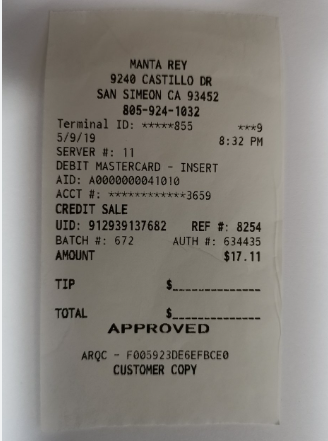 MANTA REY
9240 CASTILLO DR
SAN SIMEON CA 93452
805-924-1032
Terminal ID: *****855 ***9
5/9/19 8:32 PM
SERVER #: 11
DEBIT MASTERCARD - INSERT
AID: A0000000041010
ACCT #: ************3659
CREDIT SALE
UID: 912939137682 REF #: 8254
BATCH #: 672 AUTH #: 634435
AMOUNT $17.11
TIP $______________
TOTAL $______________
APPROVED
ARQC - F005923DE6EFBCE0
CUSTOMER COPY